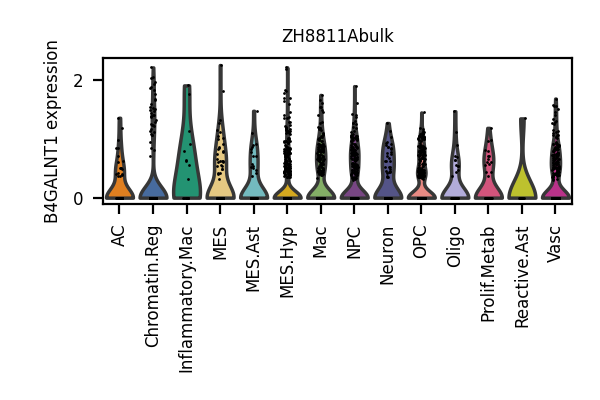 ZH8811Abulk
B4GALNT1 expression
2
0
AC
Chromatin.Reg
Inflammatory.Mac
MES
MES.Ast
MES.Hyp
Mac
NPC
Neuron
OPC
Oligo
Prolif.Metab
Reactive.Ast
Vasc